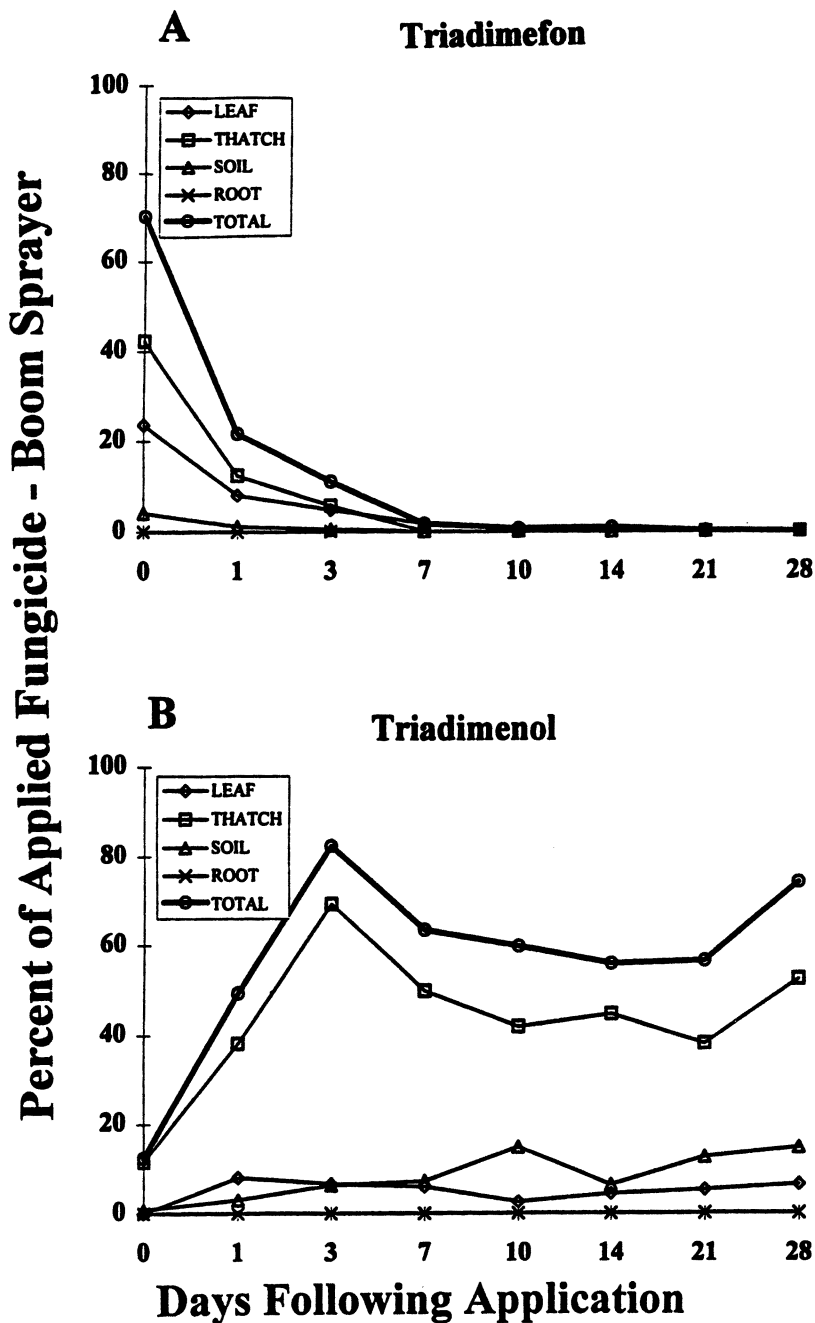 A
Triadimefon
Percent of Applied Fungicide - Boom Sprayer
100
80
60
40
20
0
LEAF
THATCH
SOIL
ROOT
TOTAL
0 1 3 7 10 14 21 28
B
Triadimenol
100
80
60
40
20
0
LEAF
THATCH
SOIL
ROOT
TOTAL
0 1 3 7 10 14 21 28
Days Following Application